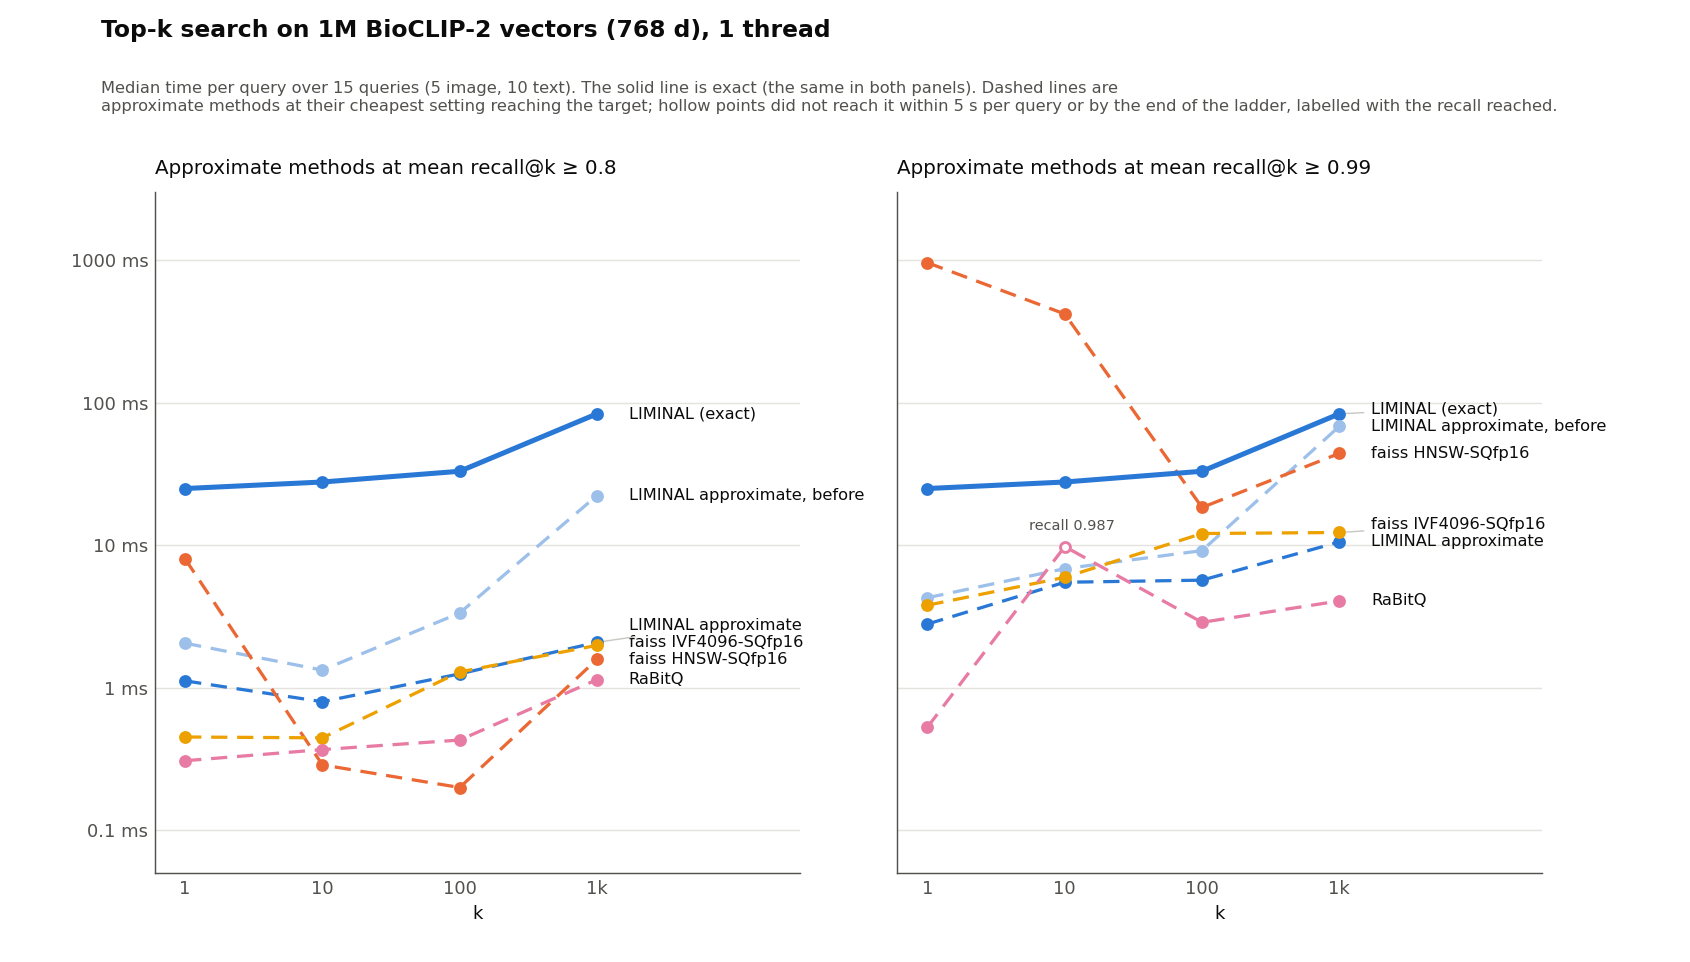 Top-k search on 1M BioCLIP-2 vectors (768 d), 1 thread
Median time per query over 15 queries (5 image, 10 text). The solid line is exact (the same in both panels). Dashed lines are
approximate methods at their cheapest setting reaching the target; hollow points did not reach it within 5 s per query or by the end of the ladder, labelled with the recall reached.
Approximate methods at mean recall@k ≥ 0.8
1000 ms
100 ms
10 ms
1 ms
0.1 ms
LIMINAL (exact)
LIMINAL approximate, before
LIMINAL approximate
faiss IVF4096-SQfp16
faiss HNSW-SQfp16
RaBitQ
1
10
100
1k
k
Approximate methods at mean recall@k ≥ 0.99
LIMINAL (exact)
LIMINAL approximate, before
faiss HNSW-SQfp16
recall 0.987
faiss IVF4096-SQfp16
LIMINAL approximate
RaBitQ
1
10
100
1k
k